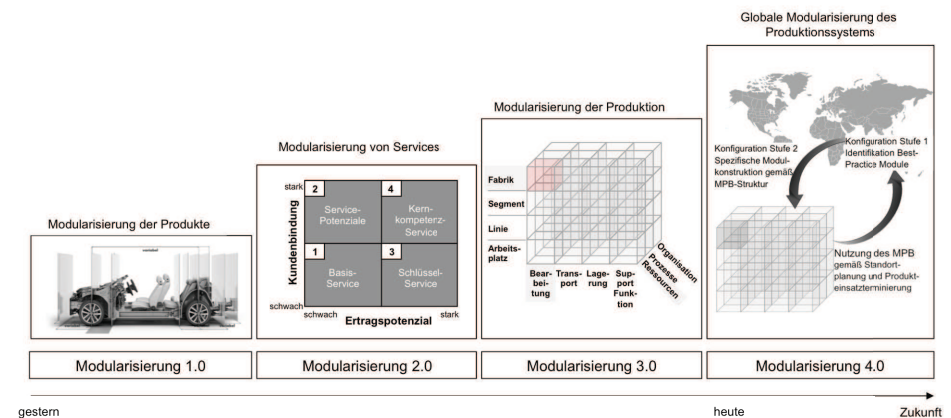 Globale Modularisierung des
Produktionssystems
Modularisierung der Produktion
Modularisierung von Services
Modularisierung der Produkte
stark
schwach
Kundenbindung
2
Service-
Potenziale
4
Kern-
kompeterz-
Service
1
Basis-
Service
3
Schlüssel-
Service
schwach
stark
Ertragspotenzial
Fabrik
Segment
Linie
Arbeits-
platz
Bear-
bei-
tung
Trans-
port
Lage-
rung
Sup-
port
Funk-
tion
Organisation
Prozesse
Ressourcen
Konfiguration Stufe 2
Spezifische Modul-
konstruktion gemäß
MPB-Struktur
Konfiguration Stufe 1
Identifikation Best-
Practice Module
Nutzung des MPB
gemäß Standort-
planung und Produkt-
einsatzterminierung
Modularisierung 1.0
Modularisierung 2.0
Modularisierung 3.0
Modularisierung 4.0
gestern
heute
Zukunft